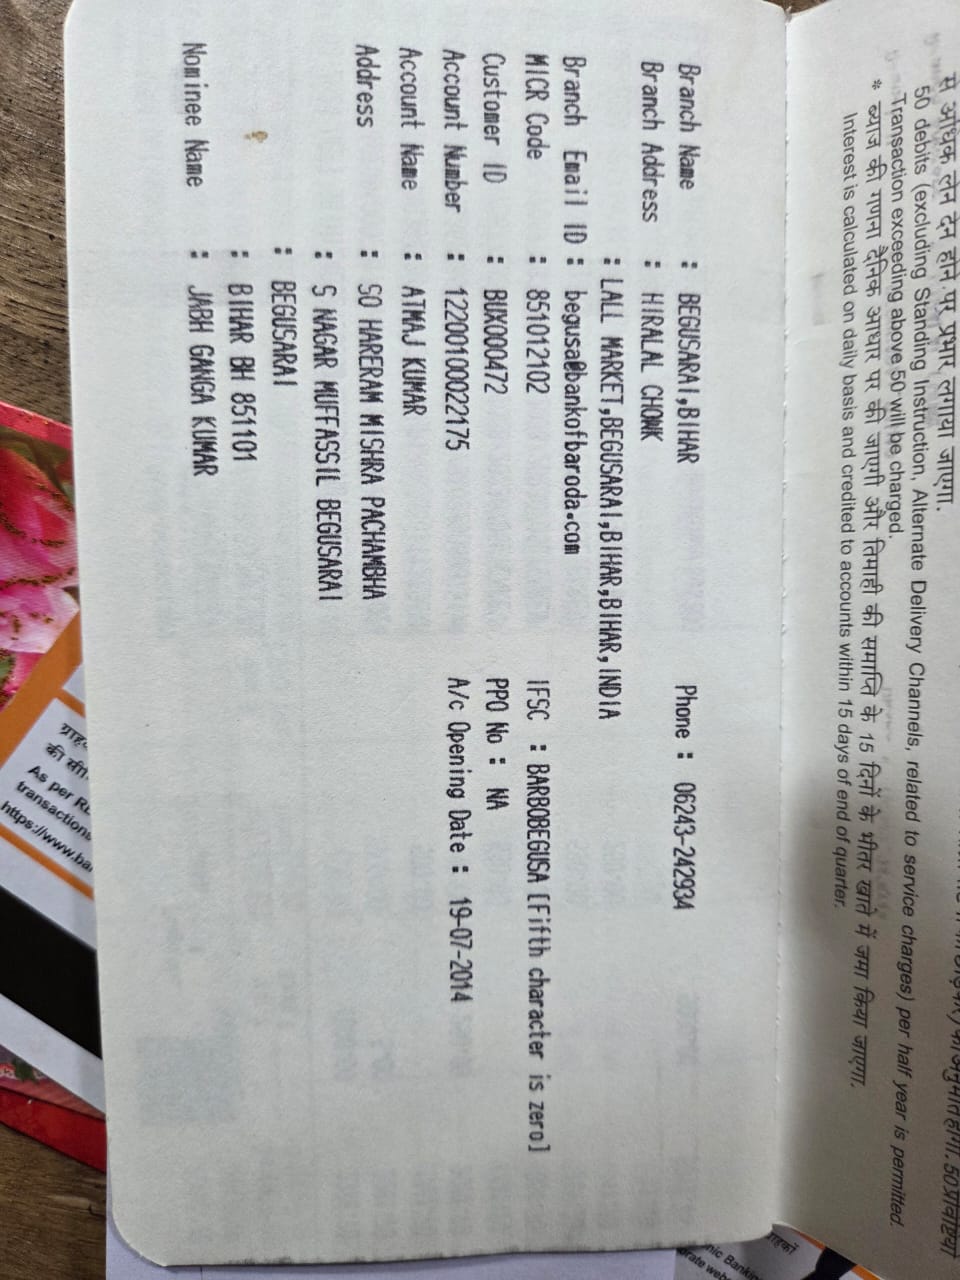 में अधिक लेन देन होने पर प्रभार लगाया जाएगा.
50 debits (excluding Standing Instruction, Alternate Delivery Channels, related to service charges) per half year is permitted.
Transaction exceeding above 50 will be charged.
* ब्याज की गणना दैनिक आधार पर की जाएगी और तिमाही की समाप्ति के 15 दिनों के भीतर खाते में जमा किया जाएगा.
Interest is calculated on daily basis and credited to accounts within 15 days of end of quarter.
Branch Name : BEGUSARAI,BIHAR Phone : 06243-242934
Branch Address : HIRALAL CHOWK
: LALL MARKET,BEGUSARAI,BIHAR,BIHAR,INDIA
Branch Email ID : begusa@bankofbaroda.com
MICR Code : 851012102 IFSC : BARB0BEGUSA [Fifth character is zero]
Customer ID : BUX000472 PPO No : NA
Account Number : 12200100022175 A/c Opening Date : 19-07-2014
Account Name : ATMAJ KUMAR
Address : SO HARERAM MISHRA PACHAMBHA
: S NAGAR MUFFASSIL BEGUSARAI
: BEGUSARAI
: BIHAR BH 851101
Nominee Name : JABH GANGA KUMAR
की
As per
transactions
https://www.ba